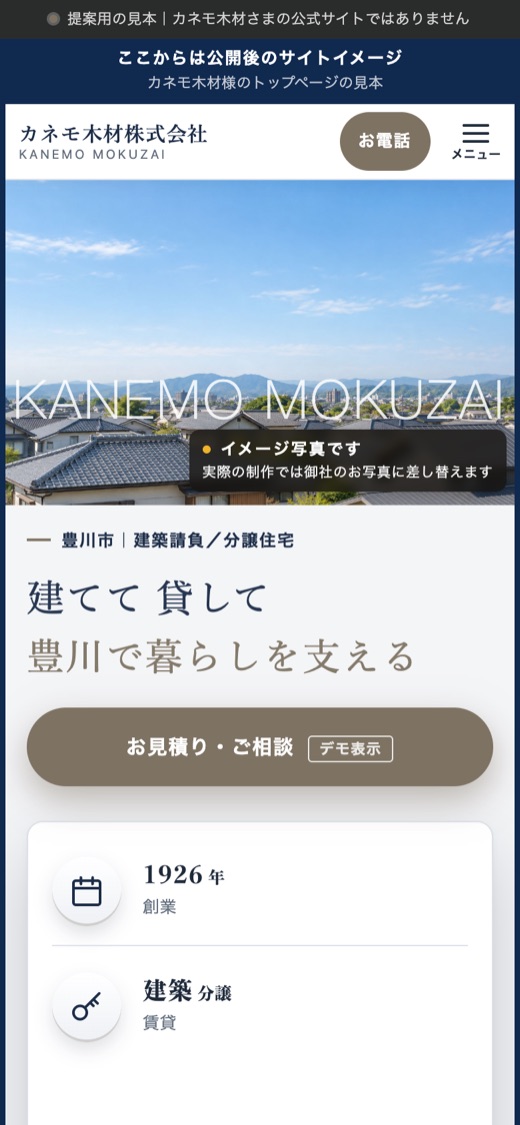 提案用の見本｜カネモ木材さまの公式サイトではありません
ここからは公開後のサイトイメージ
カネモ木材様のトップページの見本
カネモ木材株式会社
KANEMO MOKUZAI
お電話
メニュー
KANEMO MOKUZAI
イメージ写真です
実際の制作では御社のお写真に差し替えます
豊川市｜建築請負／分譲住宅
建てて 貸して
豊川で暮らしを支える
お見積り・ご相談 デモ表示
1926 年
創業
建築 分譲
賃貸